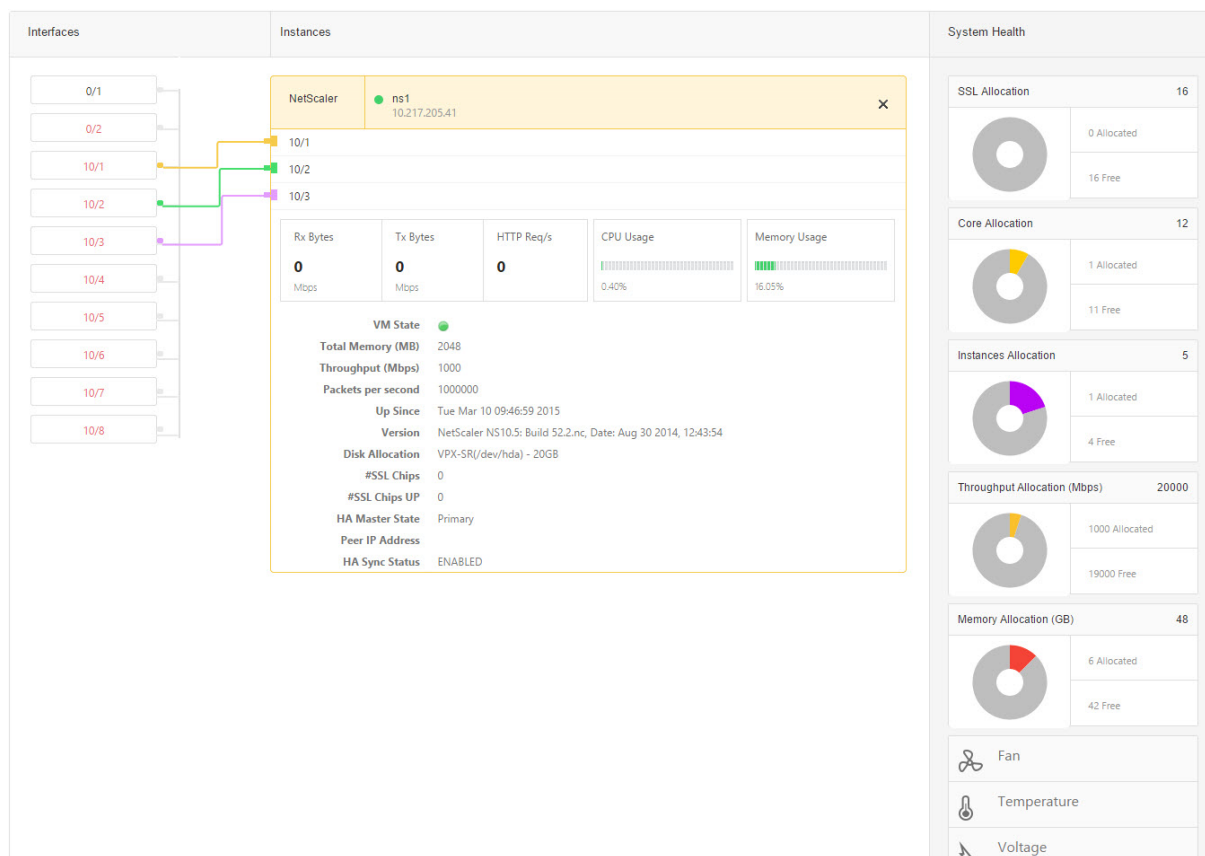 Interfaces
Instances
System Health
0/1
0/2
10/1
10/2
10/3
10/4
10/5
10/6
10/7
10/8
NetScaler
ns1
10.217.205.41
10/1
10/2
10/3
Rx Bytes
0
Mbps
Tx Bytes
0
Mbps
HTTP Req/s
0
CPU Usage
0.40%
Memory Usage
16.05%
VM State
Total Memory (MB) 2048
Throughput (Mbps) 1000
Packets per second 1000000
Up Since Tue Mar 10 09:46:59 2015
Version NetScaler NS10.5: Build 52.2.nc, Date: Aug 30 2014, 12:43:54
Disk Allocation VPX-SR(/dev/hda) - 20GB
#SSL Chips 0
#SSL Chips UP 0
HA Master State Primary
Peer IP Address
HA Sync Status ENABLED
SSL Allocation 16
0 Allocated
16 Free
Core Allocation 12
1 Allocated
11 Free
Instances Allocation 5
1 Allocated
4 Free
Throughput Allocation (Mbps) 20000
1000 Allocated
19000 Free
Memory Allocation (GB) 48
6 Allocated
42 Free
Fan
Temperature
Voltage